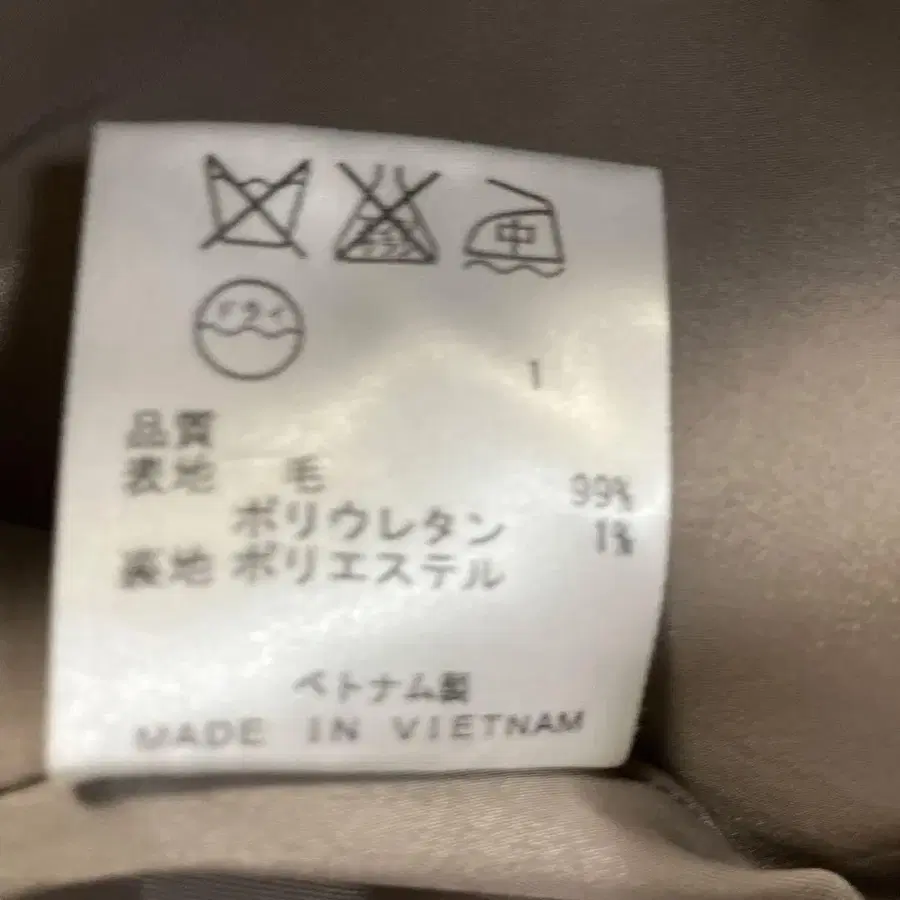 中
ドライ
1
品質
表地 毛 99%
ポリウレタン 1%
裏地 ポリエステル
ベトナム製
MADE IN VIETNAM